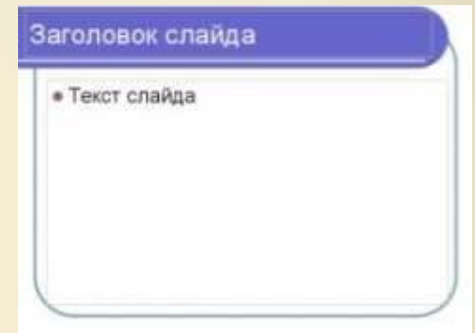 Заголовок слайда
• Текст слайда